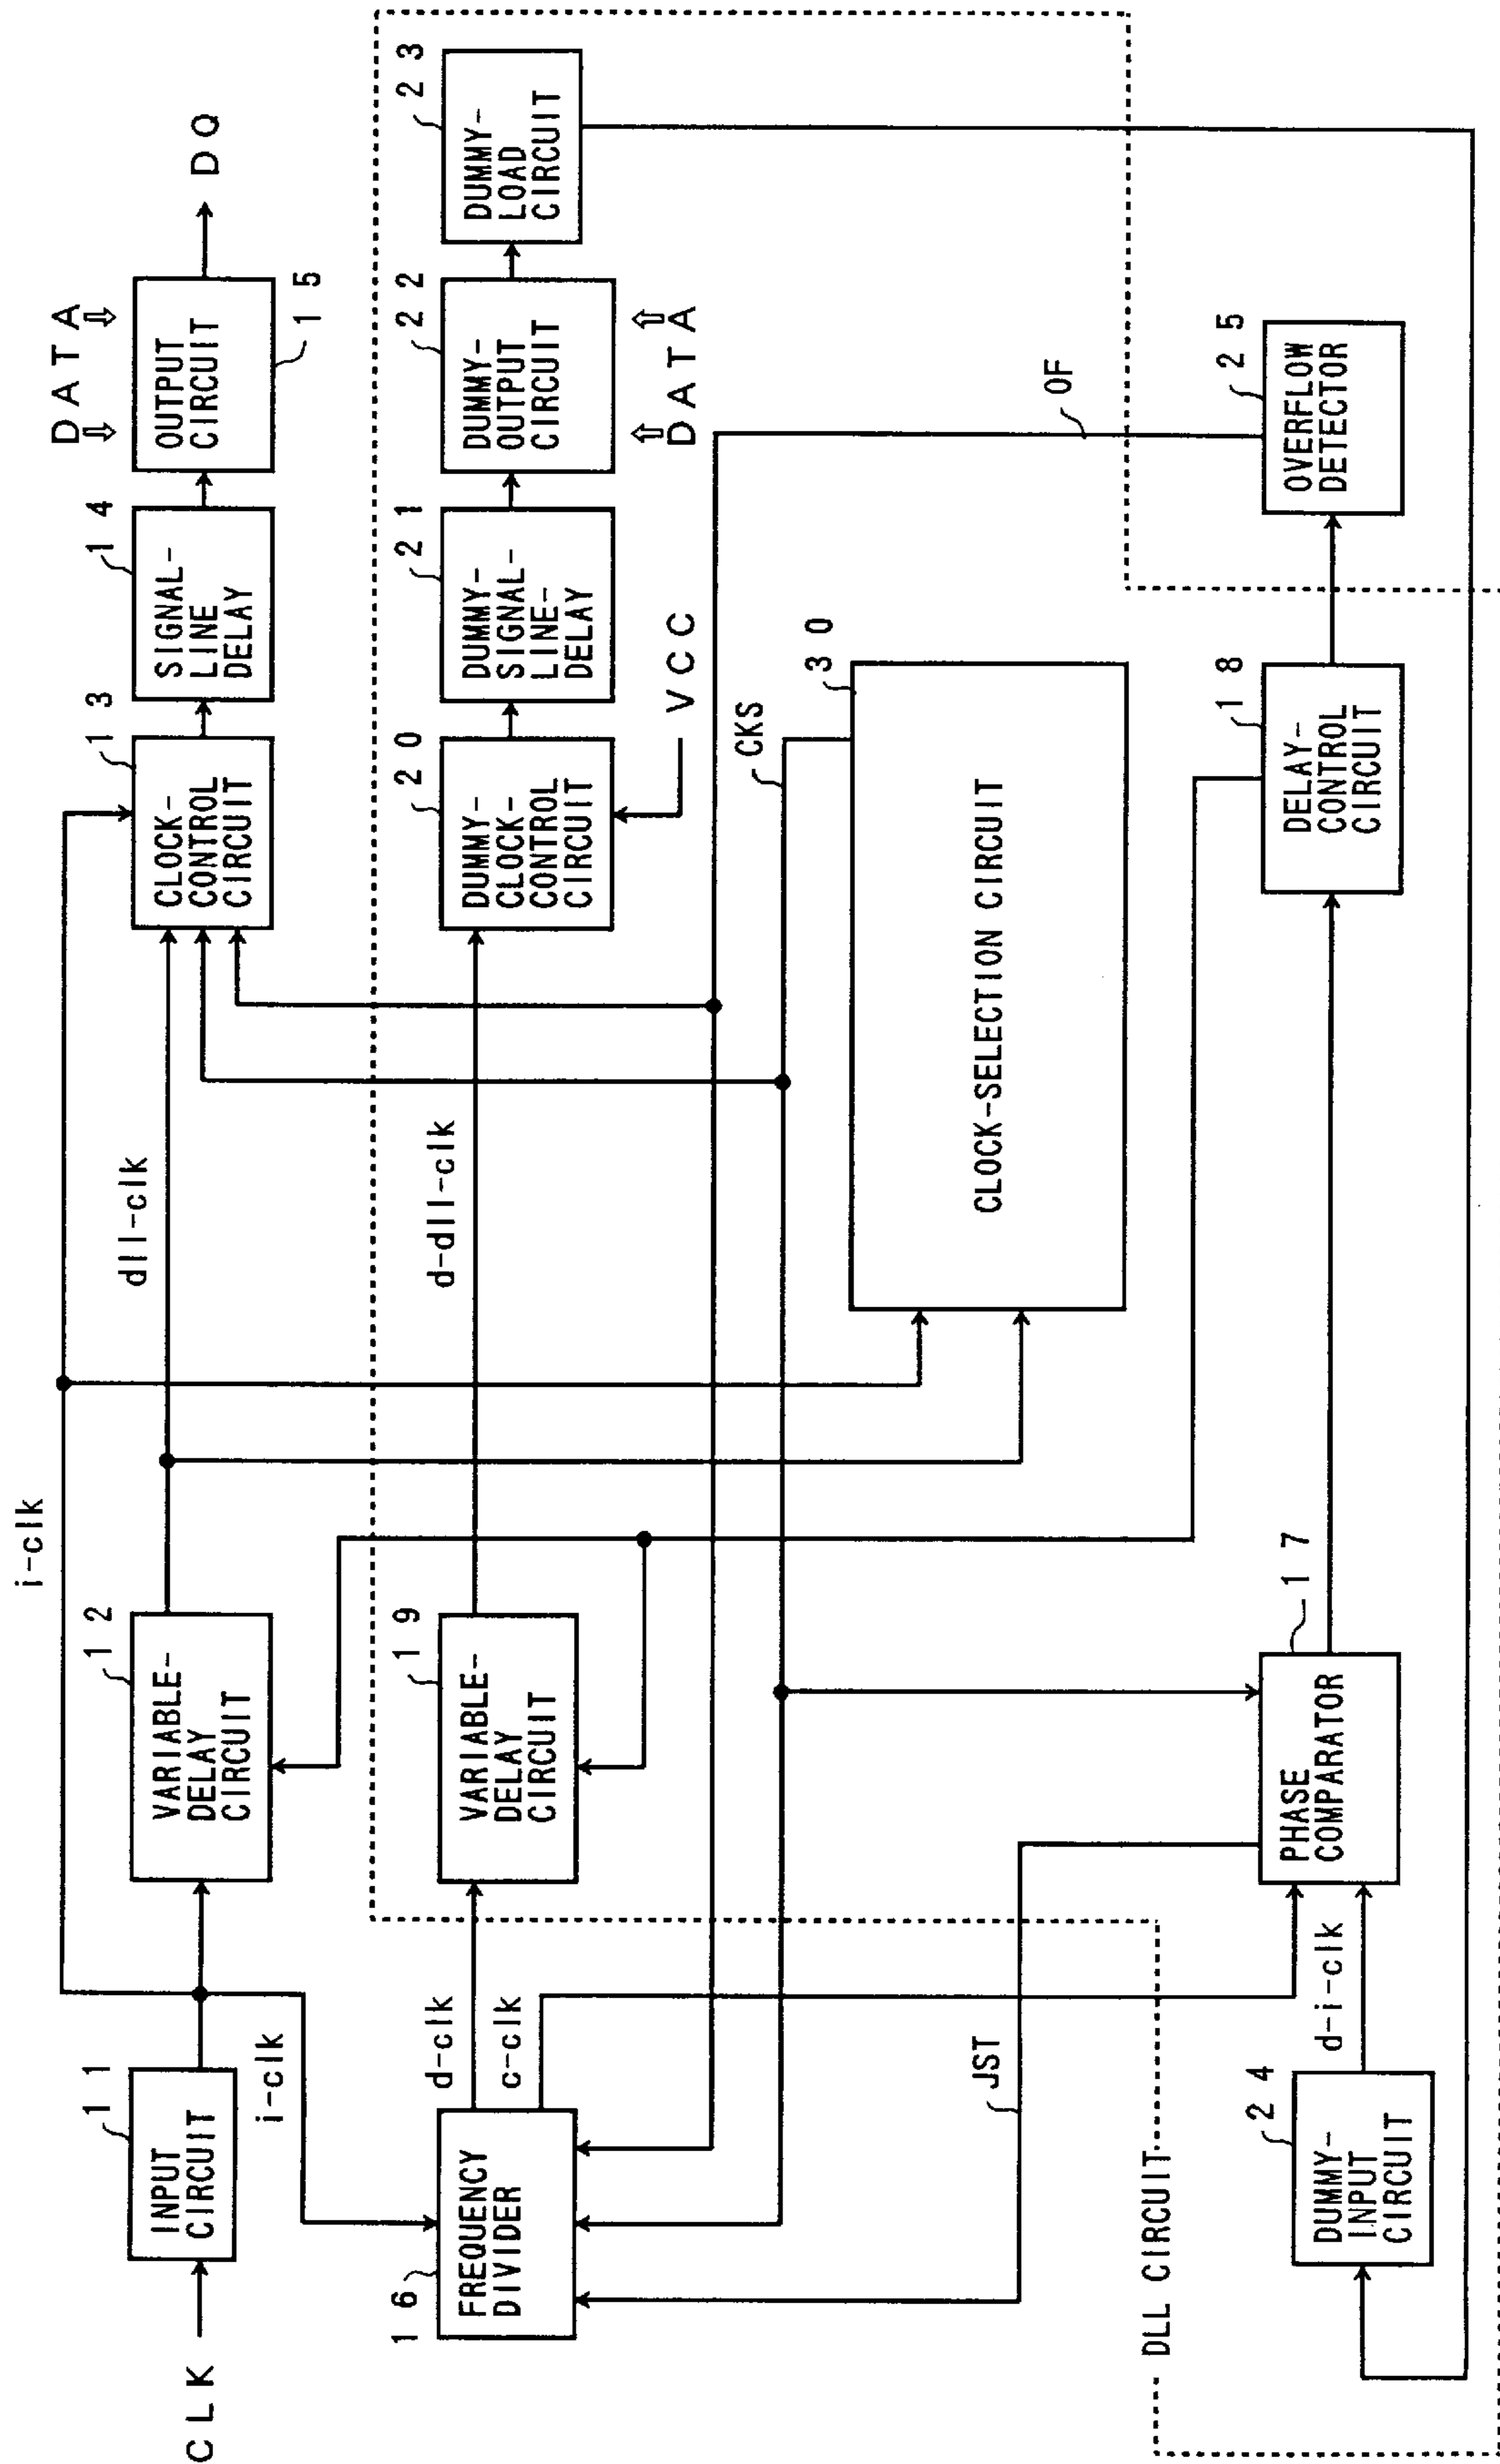 CLK
INPUT
CIRCUIT
11
i-clk
i-clk
VARIABLE-
DELAY
CIRCUIT
12
dll-clk
CLOCK-
CONTROL
CIRCUIT
13
SIGNAL-
LINE
DELAY
14
DATA
OUTPUT
CIRCUIT
15
DQ
FREQUENCY
DIVIDER
16
d-clk
c-clk
VARIABLE-
DELAY
CIRCUIT
19
d-dll-clk
DUMMY-
CLOCK-
CONTROL
CIRCUIT
20
VCC
DUMMY-
SIGNAL-
LINE-
DELAY
21
DUMMY-
OUTPUT
CIRCUIT
22
DATA
DUMMY-
LOAD
CIRCUIT
23
CKS
CLOCK-SELECTION CIRCUIT
30
OF
JST
DLL CIRCUIT
DUMMY-
INPUT
CIRCUIT
24
d-i-clk
PHASE
COMPARATOR
17
DELAY-
CONTROL
CIRCUIT
18
OVERFLOW
DETECTOR
25